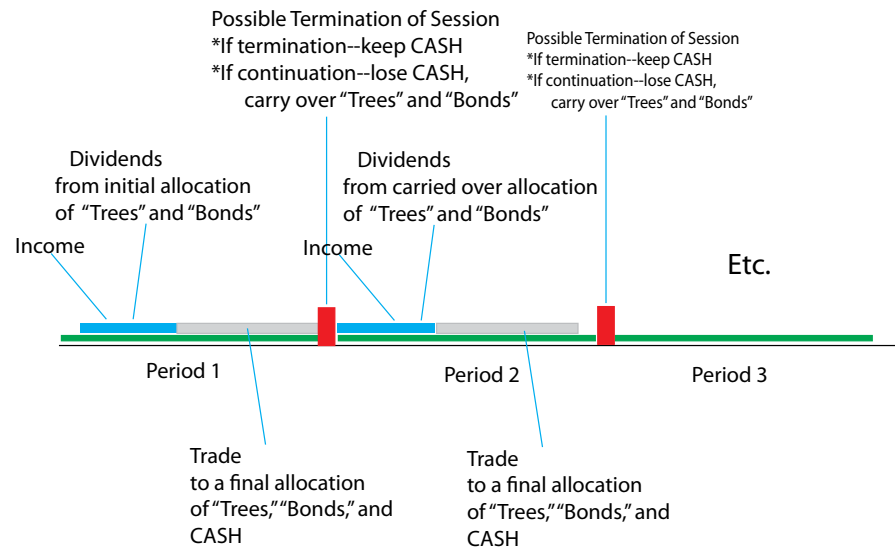 Possible Termination of Session
*If termination--keep CASH
*If continuation--lose CASH,
carry over “Trees” and “Bonds”
Possible Termination of Session
*If termination--keep CASH
*If continuation--lose CASH,
carry over “Trees” and “Bonds”
Dividends
from initial allocation
of “Trees” and “Bonds”
Income
Dividends
from carried over allocation
of “Trees” and “Bonds”
Income
Etc.
Period 1
Period 2
Period 3
Trade
to a final allocation
of “Trees,” “Bonds,” and
CASH
Trade
to a final allocation
of “Trees,” “Bonds,” and
CASH